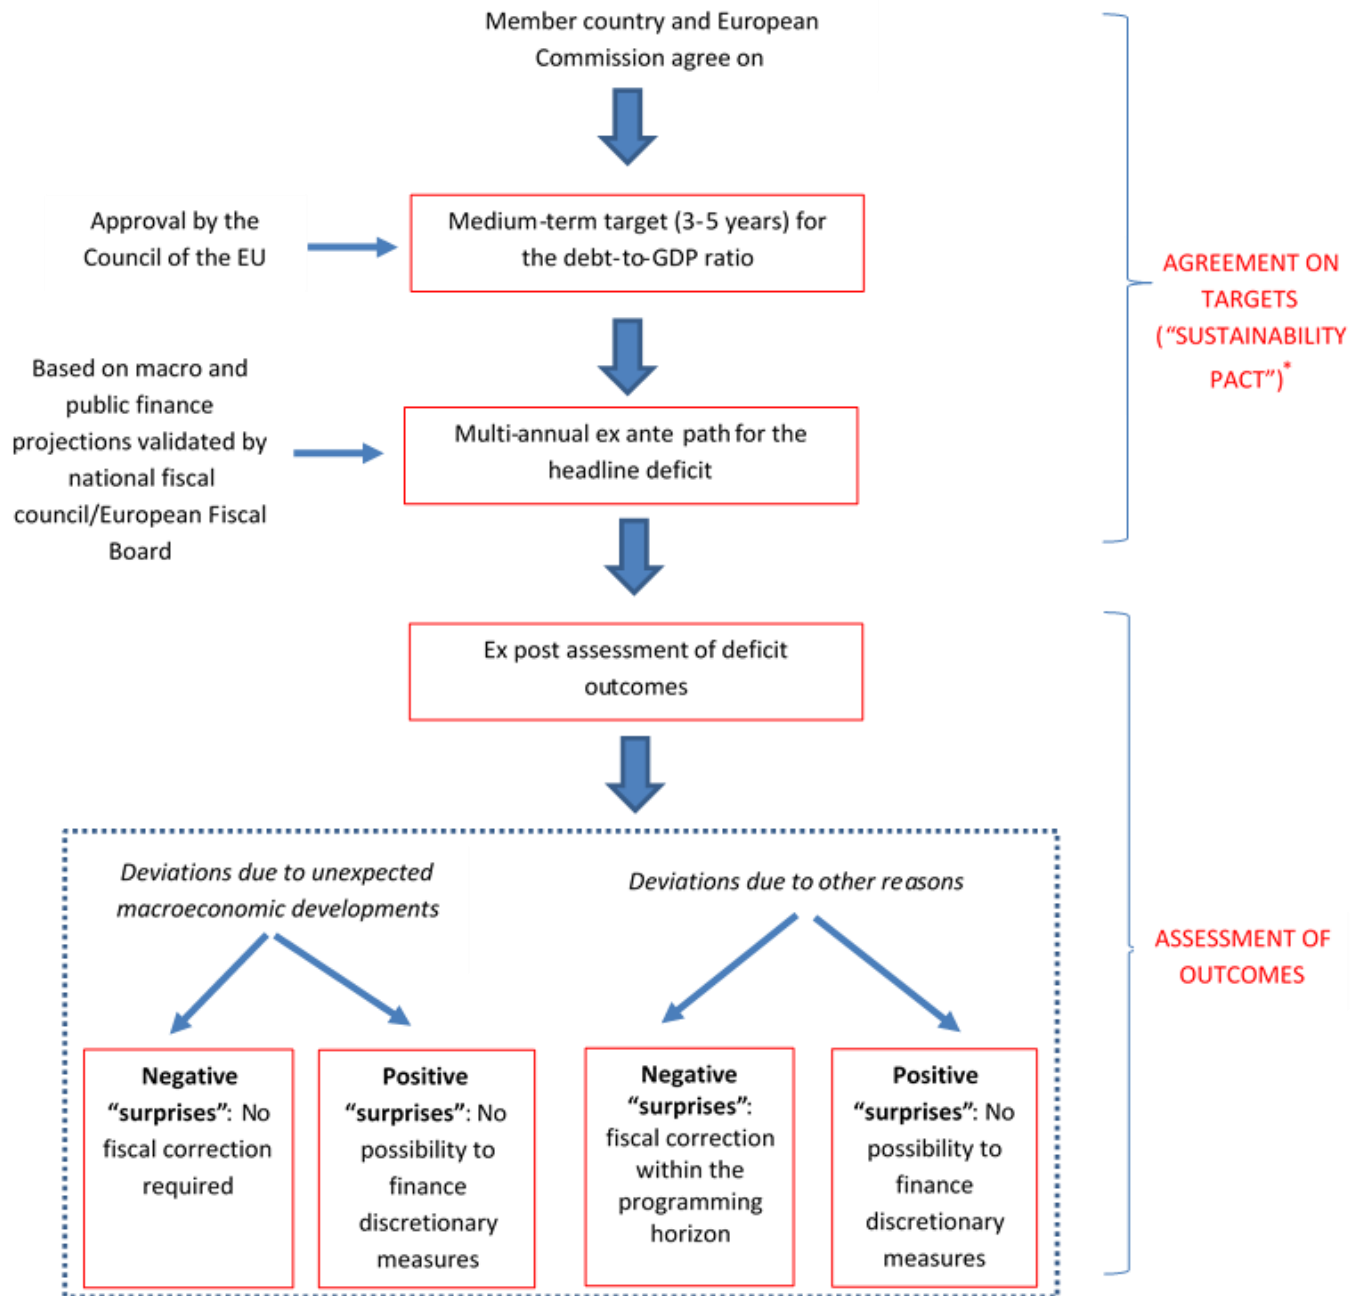 Member country and European
Commission agree on
Approval by the
Council of the EU
Medium-term target (3-5 years) for
the debt-to-GDP ratio
AGREEMENT ON
TARGETS
("SUSTAINABILITY
PACT")*
Based on macro and
public finance
projections validated by
national fiscal
council/European Fiscal
Board
Multi-annual ex ante path for the
headline deficit
Ex post assessment of deficit
outcomes
Deviations due to unexpected
macroeconomic developments
Deviations due to other reasons
ASSESSMENT OF
OUTCOMES
Negative
“surprises”: No
fiscal correction
required
Positive
“surprises”: No
possibility to
finance
discretionary
measures
Negative
“surprises”:
fiscal correction
within the
programming
horizon
Positive
“surprises”: No
possibility to
finance
discretionary
measures